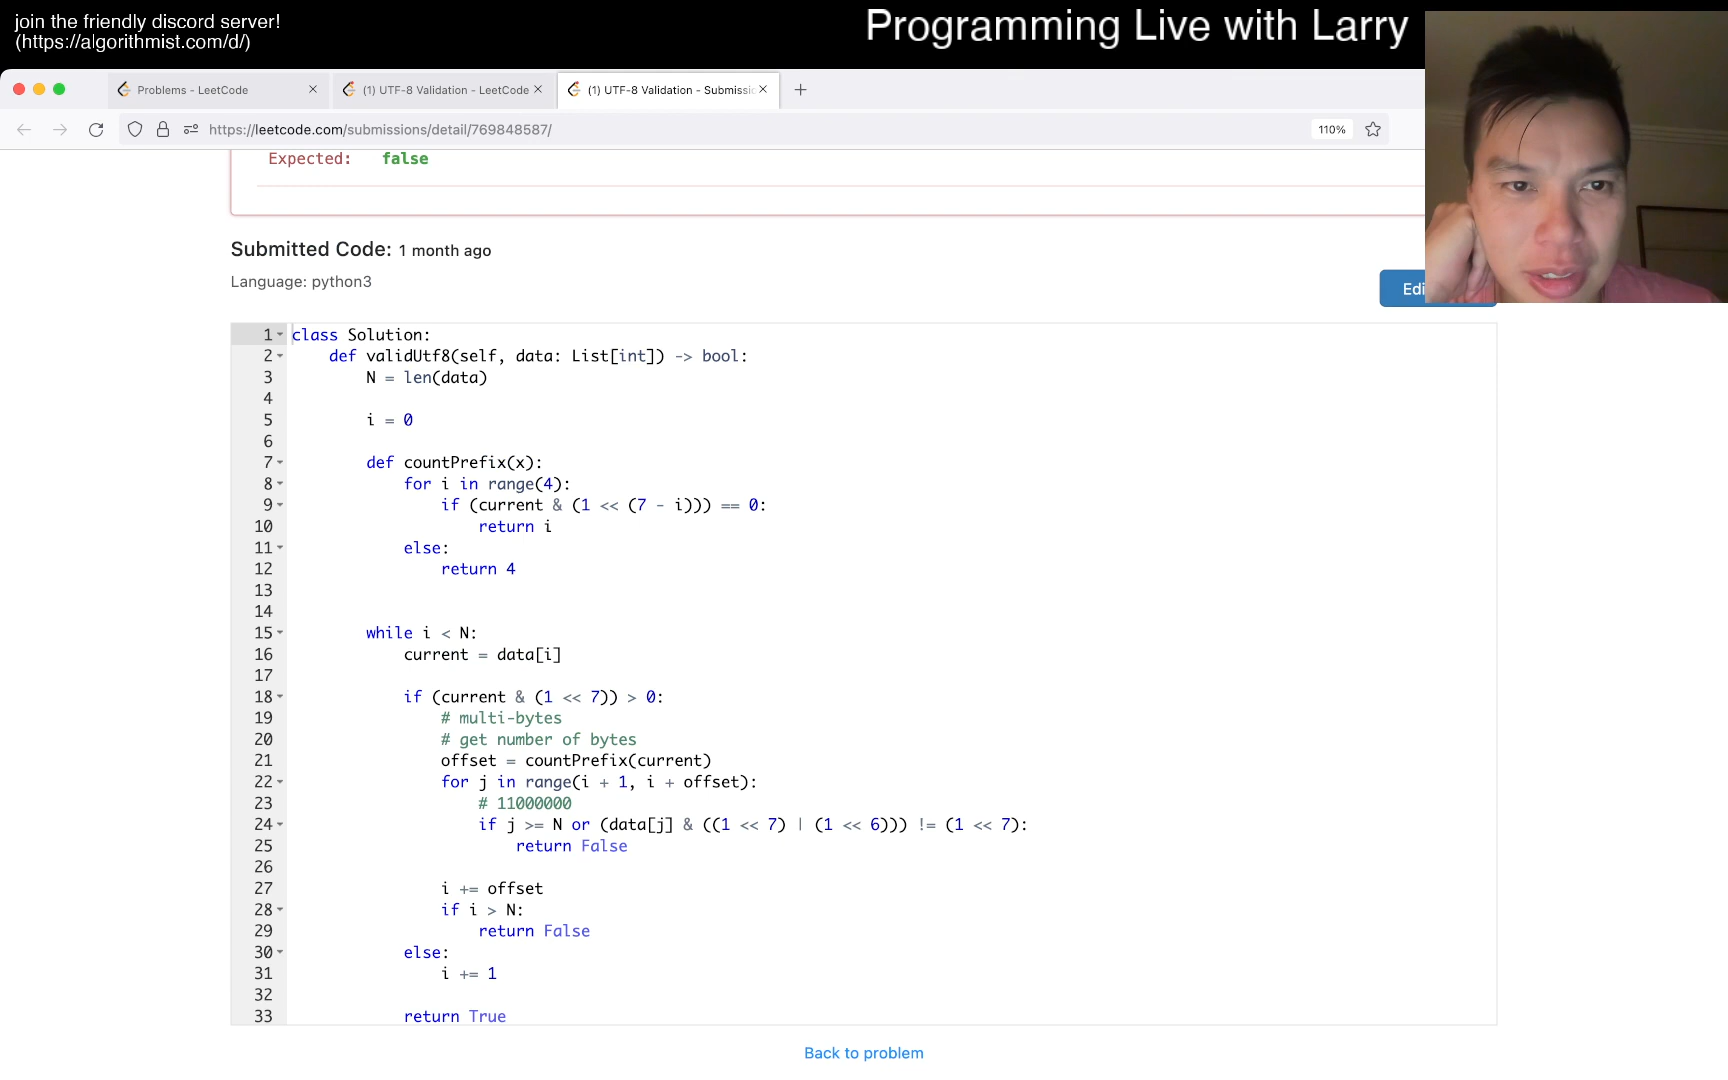 join the friendly discord server!
(https://algorithmist.com/d/)
Programming Live with Larry
Problems - LeetCode
(1) UTF-8 Validation - LeetCode
(1) UTF-8 Validation - Submissi
https://leetcode.com/submissions/detail/769848587/
110%
Expected: false
Submitted Code: 1 month ago
Language: python3
Edi
1 class Solution:
2 def validUtf8(self, data: List[int]) -> bool:
3 N = len(data)
4
5 i = 0
6
7 def countPrefix(x):
8 for i in range(4):
9 if (current & (1 << (7 - i))) == 0:
10 return i
11 else:
12 return 4
13
14
15 while i < N:
16 current = data[i]
17
18 if (current & (1 << 7)) > 0:
19 # multi-bytes
20 # get number of bytes
21 offset = countPrefix(current)
22 for j in range(i + 1, i + offset):
23 # 11000000
24 if j >= N or (data[j] & ((1 << 7) | (1 << 6))) != (1 << 7):
25 return False
26
27 i += offset
28 if i > N:
29 return False
30 else:
31 i += 1
32
33 return True
Back to problem